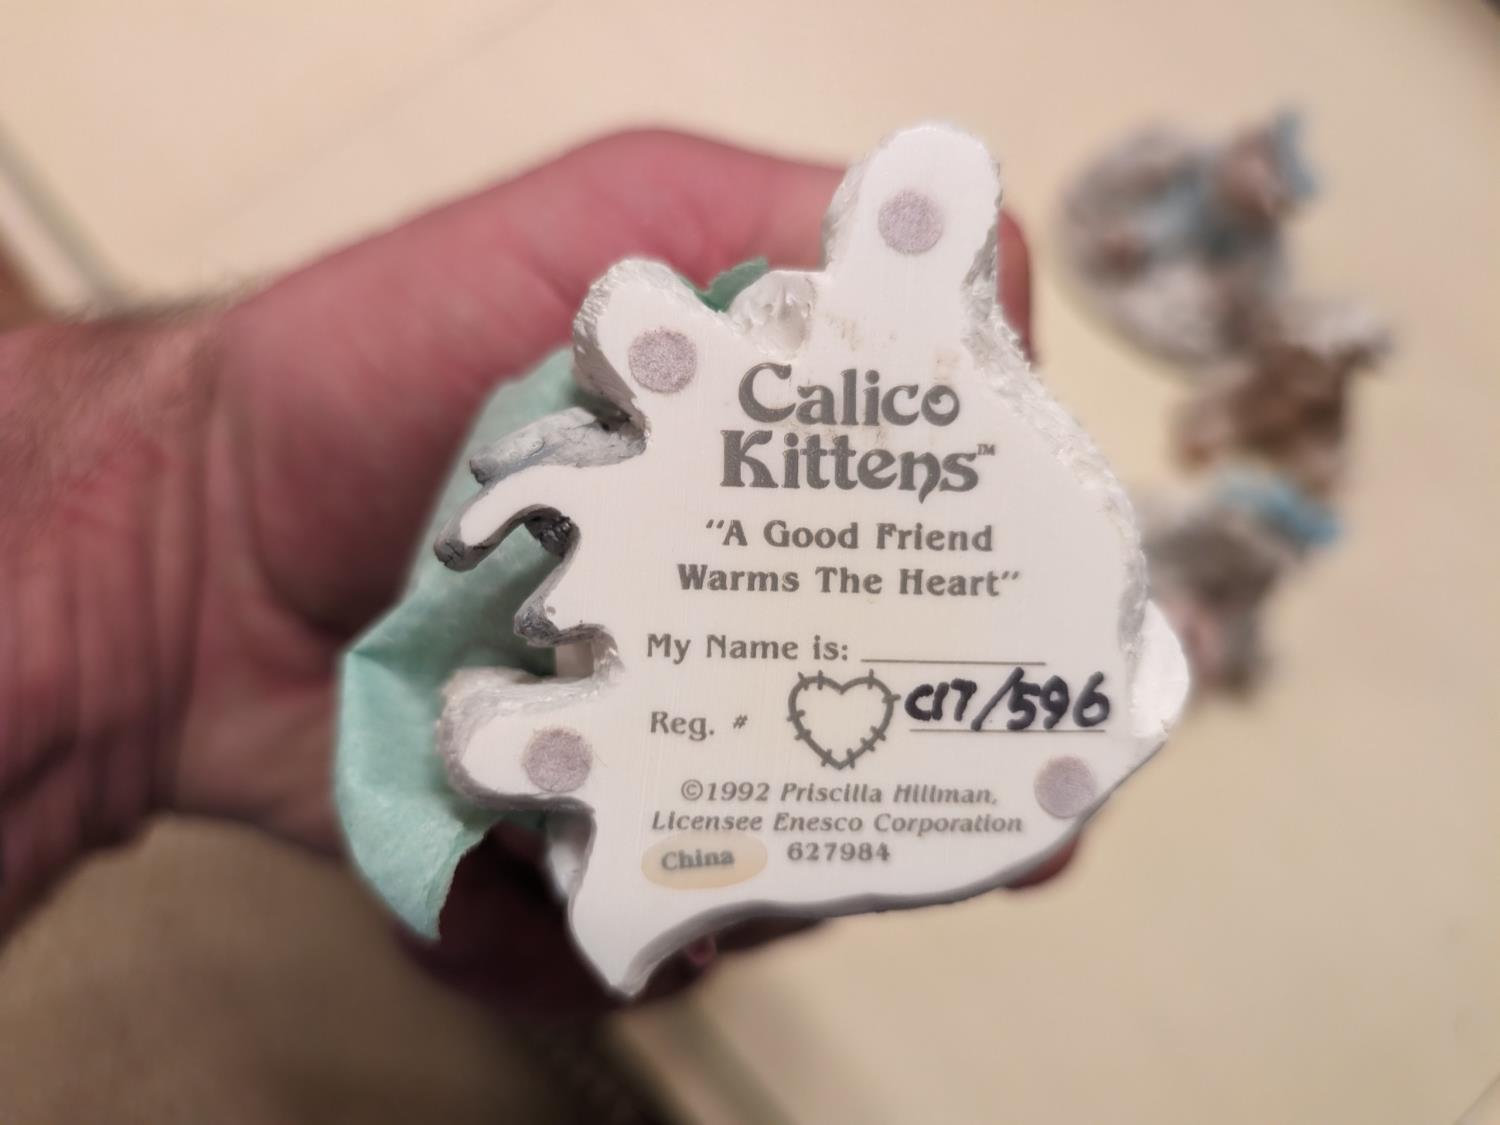 Calico
Kittens™
"A Good Friend
Warms The Heart"
My Name is:
Reg. # C17/596
©1992 Priscilla Hillman,
Licensee Enesco Corporation
China 627984